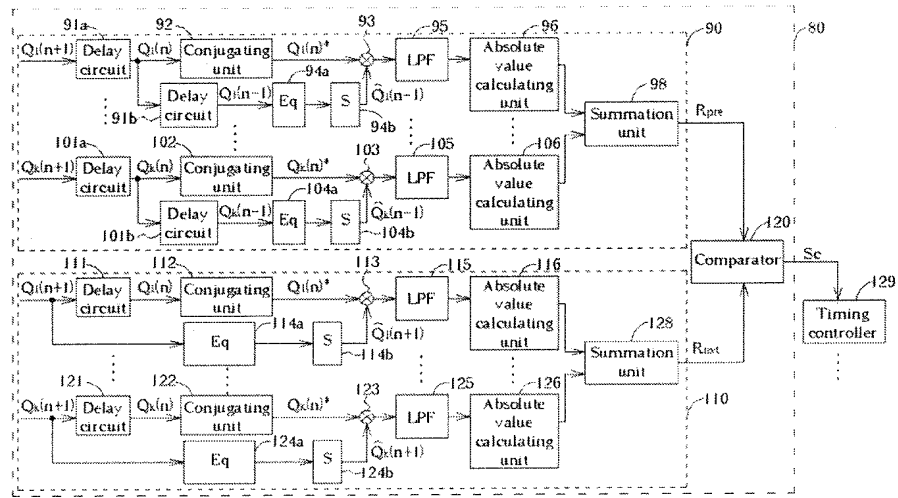 91a
92
93
95
96
90
80
Q1(n+1)
Delay circuit
Q1(n)
Conjugating unit
Q1(n)*
94a
LPF
Absolute value calculating unit
98
Delay circuit
Q1(n-1)
Eq
S
Q̂1(n-1)
91b
94b
Summation unit
Rpre
101a
102
103
105
106
Qk(n+1)
Delay circuit
Qk(n)
Conjugating unit
Qk(n)*
104a
LPF
Absolute value calculating unit
Delay circuit
Qk(n-1)
Eq
S
Q̂k(n-1)
101b
104b
120
Comparator
Sc
129
Timing controller
111
112
113
115
116
Q1(n+1)
Delay circuit
Q1(n)
Conjugating unit
Q1(n)*
LPF
Absolute value calculating unit
128
114a
Eq
S
Q̂1(n+1)
114b
Summation unit
Rnxt
121
122
123
125
126
Qk(n+1)
Delay circuit
Qk(n)
Conjugating unit
Qk(n)*
LPF
Absolute value calculating unit
110
124a
Eq
S
Q̂k(n+1)
124b